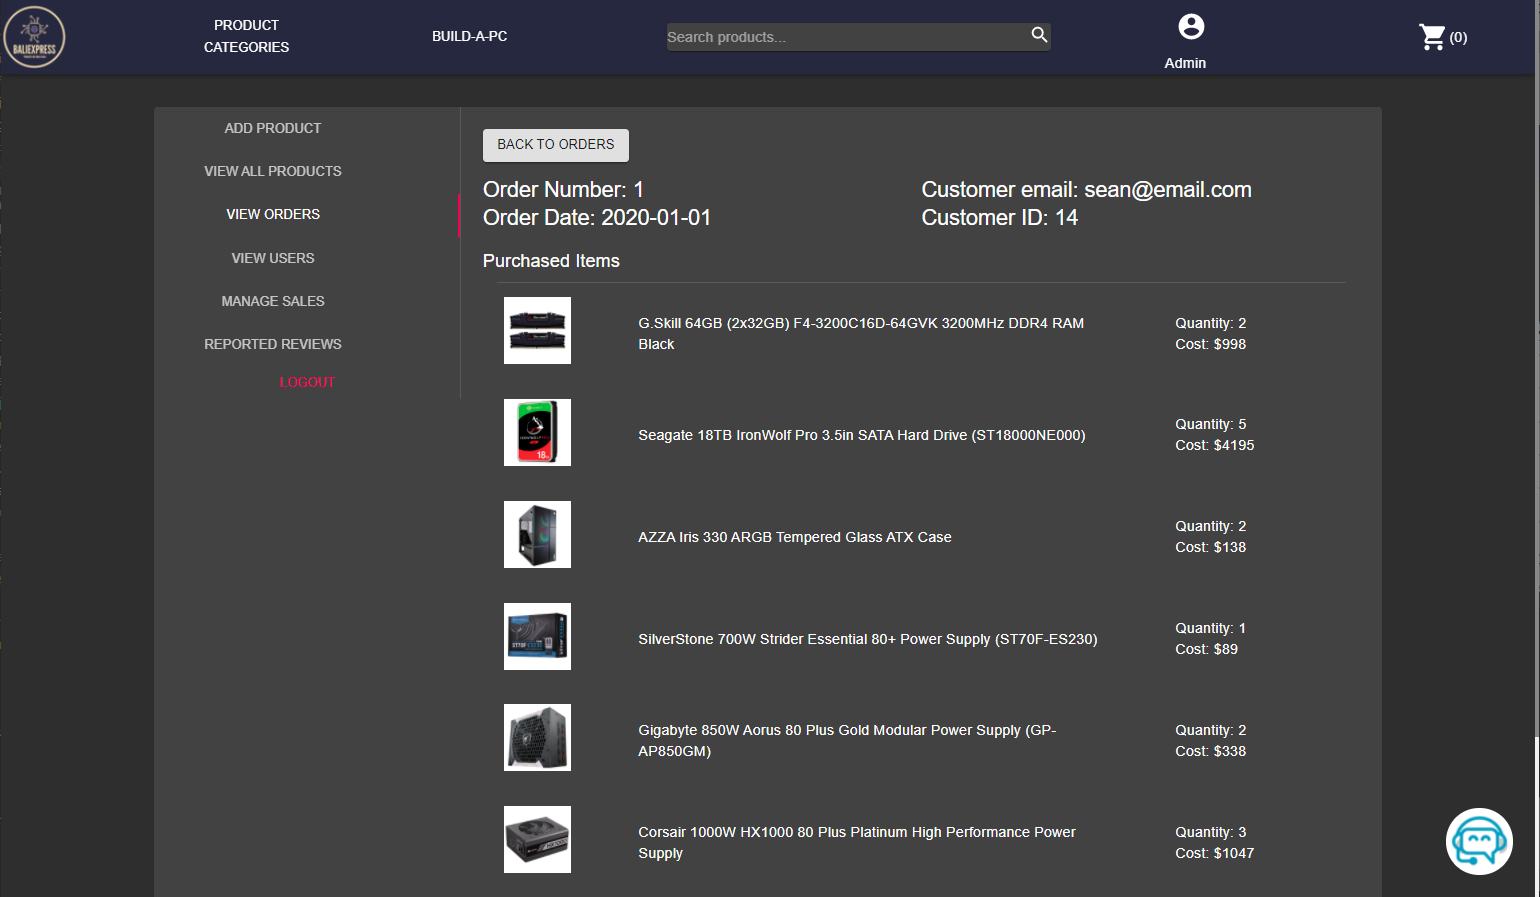 BALIEXPRESS
PRODUCT
CATEGORIES
BUILD-A-PC
Search products...
Admin
(0)
ADD PRODUCT
VIEW ALL PRODUCTS
VIEW ORDERS
VIEW USERS
MANAGE SALES
REPORTED REVIEWS
LOGOUT
BACK TO ORDERS
Order Number: 1
Order Date: 2020-01-01
Customer email: sean@email.com
Customer ID: 14
Purchased Items
G.Skill 64GB (2x32GB) F4-3200C16D-64GVK 3200MHz DDR4 RAM
Black
Quantity: 2
Cost: $998
Seagate 18TB IronWolf Pro 3.5in SATA Hard Drive (ST18000NE000)
Quantity: 5
Cost: $4195
AZZA Iris 330 ARGB Tempered Glass ATX Case
Quantity: 2
Cost: $138
SilverStone 700W Strider Essential 80+ Power Supply (ST70F-ES230)
Quantity: 1
Cost: $89
Gigabyte 850W Aorus 80 Plus Gold Modular Power Supply (GP-
AP850GM)
Quantity: 2
Cost: $338
Corsair 1000W HX1000 80 Plus Platinum High Performance Power
Supply
Quantity: 3
Cost: $1047